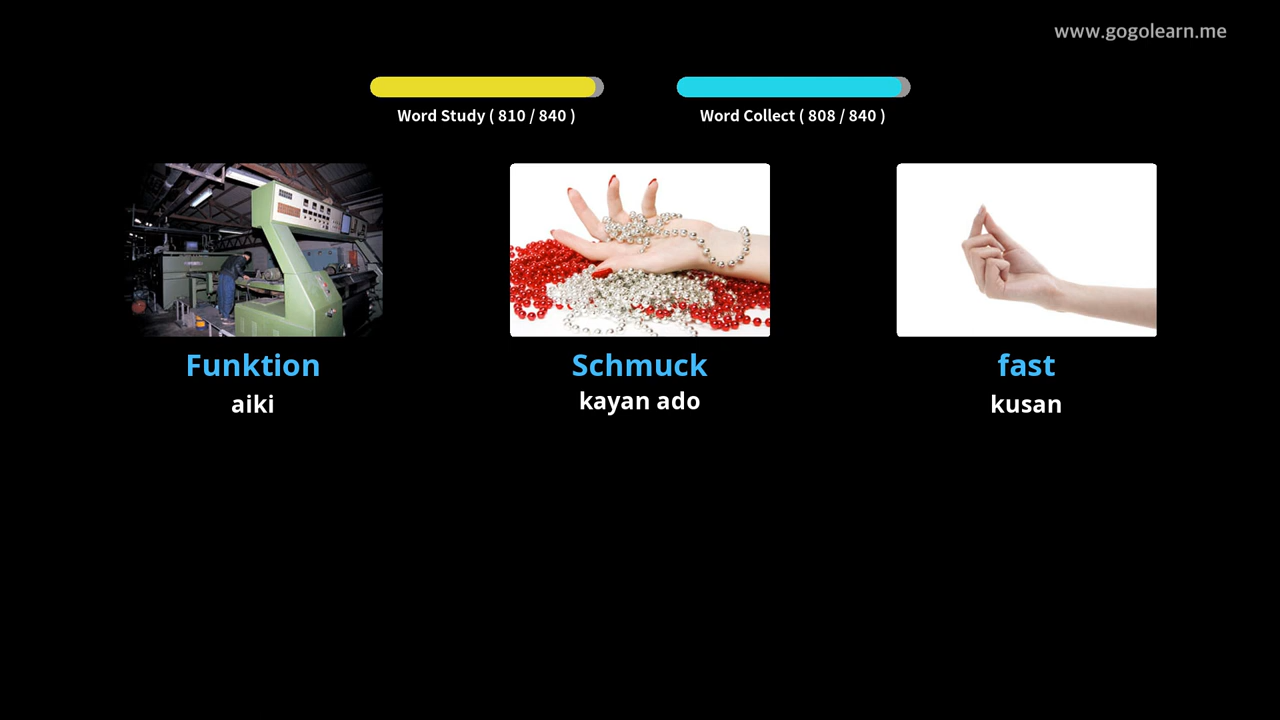 www.gogolearn.me
Word Study ( 810 / 840 )
Word Collect ( 808 / 840 )
Funktion
aiki
Schmuck
kayan ado
fast
kusan